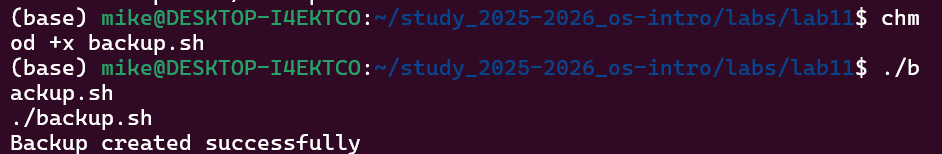 (base) mike@DESKTOP-I4EKTCO:~/study_2025-2026_os-intro/labs/lab11$ chm
od +x backup.sh
(base) mike@DESKTOP-I4EKTCO:~/study_2025-2026_os-intro/labs/lab11$ ./b
ackup.sh
./backup.sh
Backup created successfully